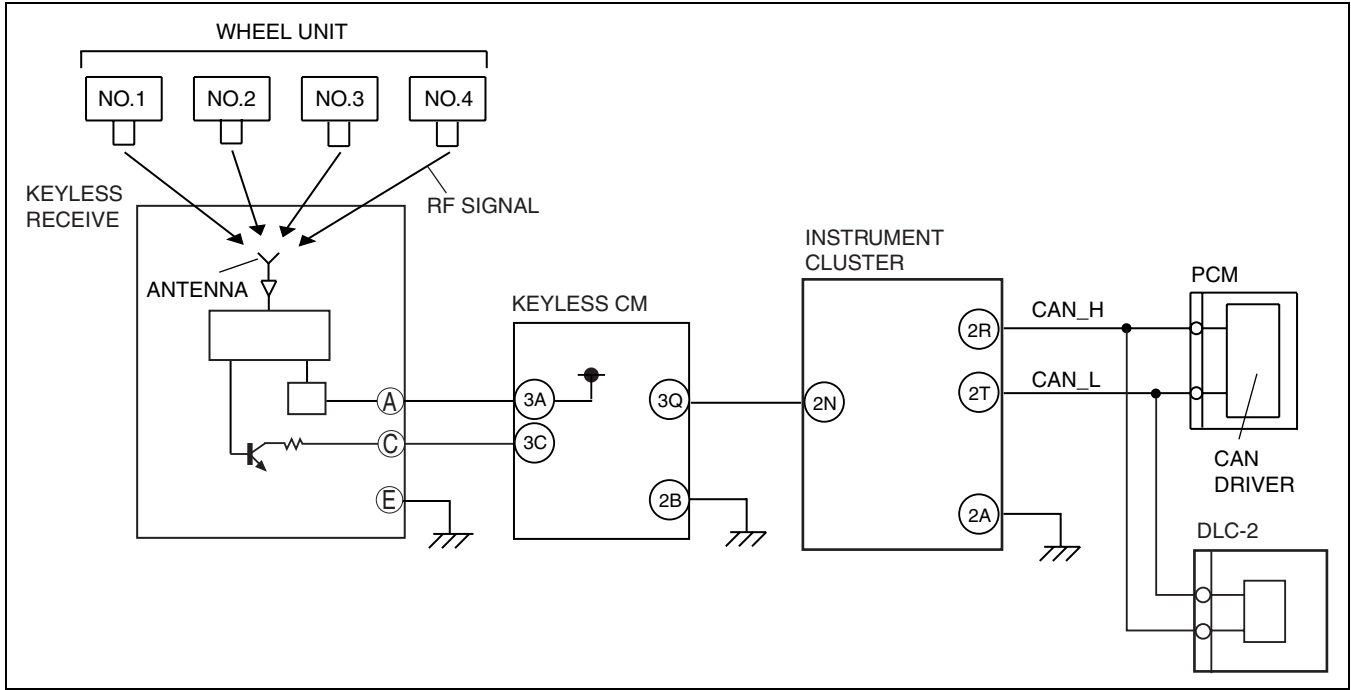 WHEEL UNIT
NO.1 NO.2 NO.3 NO.4
KEYLESS
RECEIVE
RF SIGNAL
ANTENNA
A
C
E
KEYLESS CM
3A
3C
3Q
2B
INSTRUMENT
CLUSTER
2N
2R
2T
2A
CAN_H
CAN_L
PCM
CAN
DRIVER
DLC-2